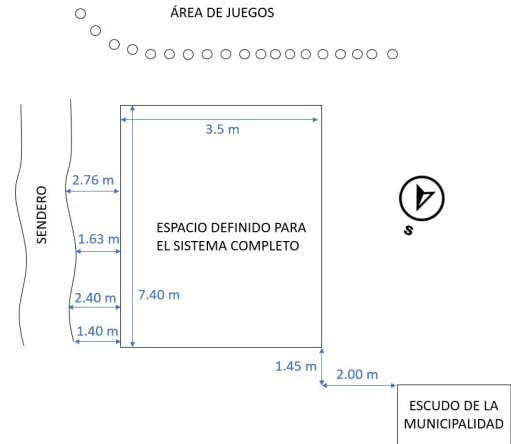 ÁREA DE JUEGOS
3.5 m
2.76 m
SENDERO
S
1.63 m
ESPACIO DEFINIDO PARA
EL SISTEMA COMPLETO
2.40 m
7.40 m
1.40 m
1.45 m
2.00 m
ESCUDO DE LA
MUNICIPALIDAD